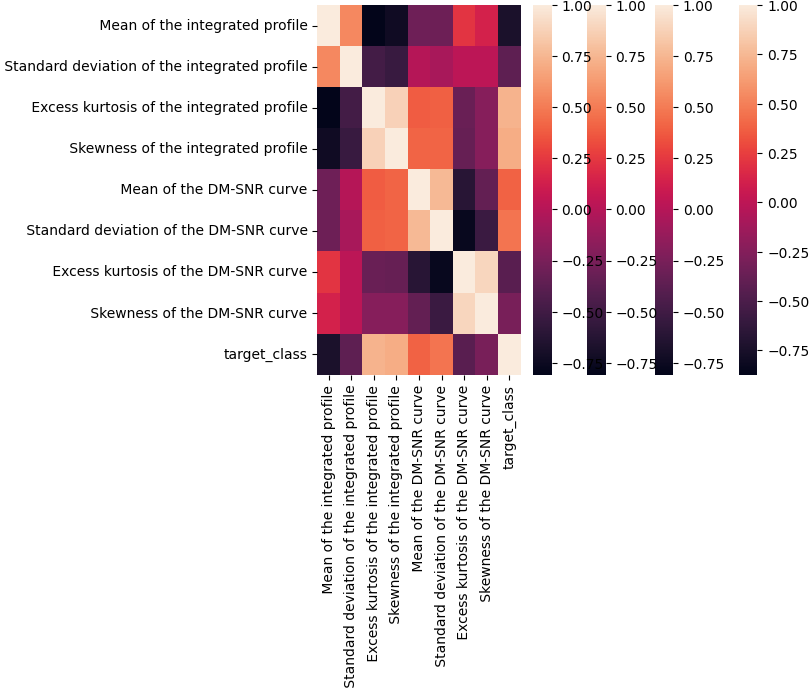 Mean of the integrated profile
Standard deviation of the integrated profile
Excess kurtosis of the integrated profile
Skewness of the integrated profile
Mean of the DM-SNR curve
Standard deviation of the DM-SNR curve
Excess kurtosis of the DM-SNR curve
Skewness of the DM-SNR curve
target_class
Mean of the integrated profile
Standard deviation of the integrated profile
Excess kurtosis of the integrated profile
Skewness of the integrated profile
Mean of the DM-SNR curve
Standard deviation of the DM-SNR curve
Excess kurtosis of the DM-SNR curve
Skewness of the DM-SNR curve
target_class
1.00
0.75
0.50
0.25
0.00
−0.25
−0.50
−0.75
1.00
0.75
0.50
0.25
0.00
−0.25
−0.50
−0.75
1.00
0.75
0.50
0.25
0.00
−0.25
−0.50
−0.75
1.00
0.75
0.50
0.25
0.00
−0.25
−0.50
−0.75